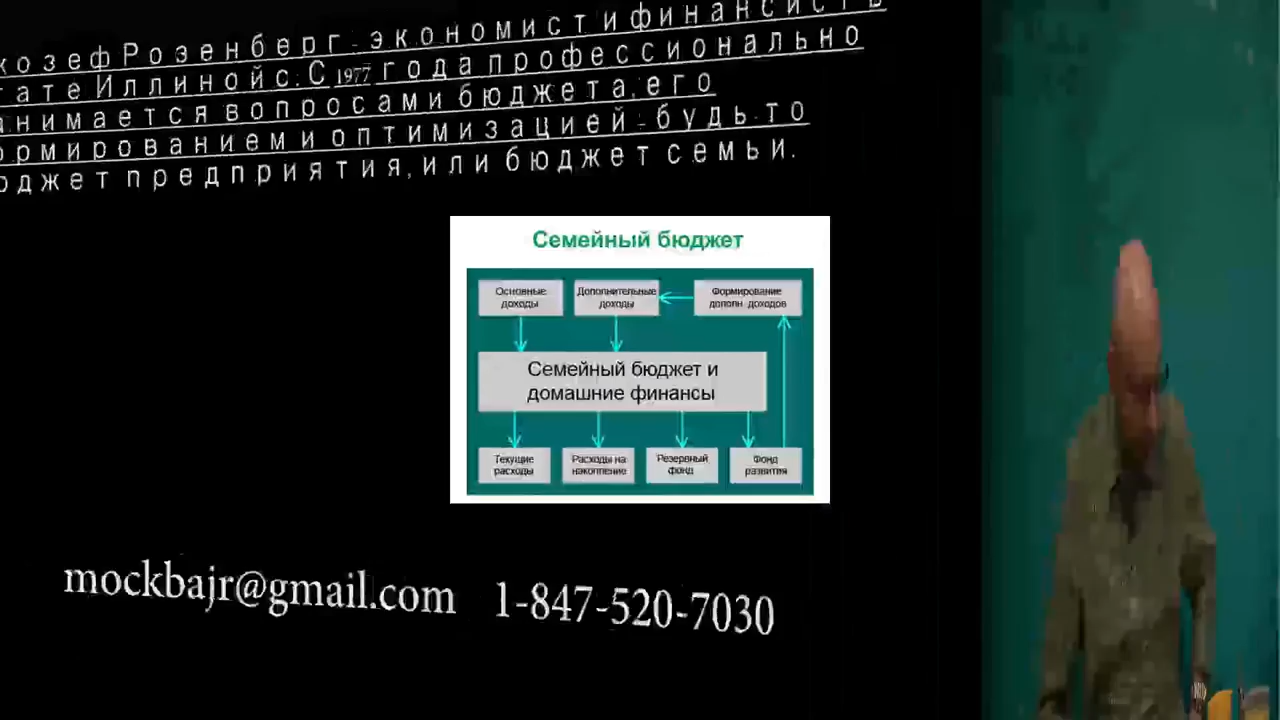 козеф Розенберг - экономист и финансист в
тате Иллинойс. С 1977 года профессионально
анимается вопросами бюджета, его
ормированием и оптимизацией - будь-то
юджет предприятия, или бюджет семьи.
Семейный бюджет
Основные доходы
Дополнительные доходы
Формирование дополн. доходов
Семейный бюджет и
домашние финансы
Текущие расходы
Расходы на накопление
Резервный фонд
Фонд развития
mockbajr@gmail.com 1-847-520-7030